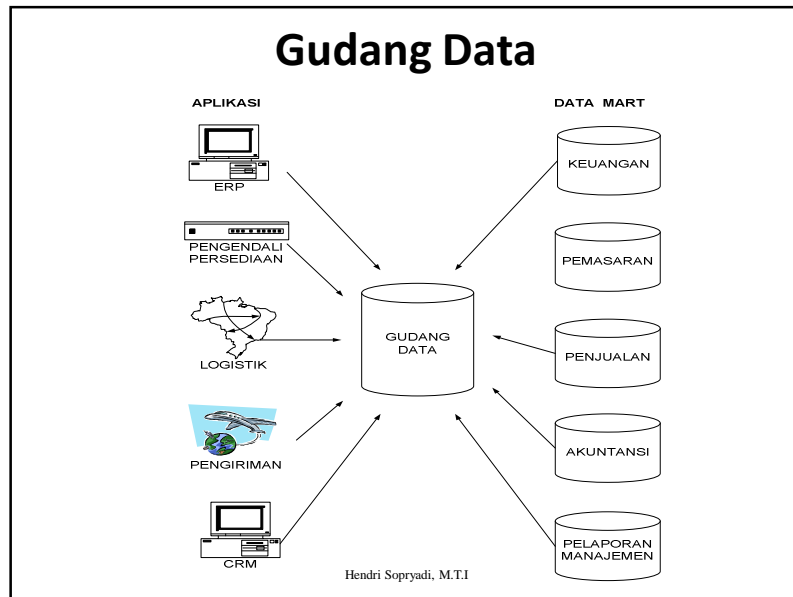 Gudang Data
APLIKASI
ERP
PENGENDALI
PERSEDIAAN
LOGISTIK
PENGIRIMAN
CRM
GUDANG
DATA
DATA MART
KEUANGAN
PEMASARAN
PENJUALAN
AKUNTANSI
PELAPORAN
MANAJEMEN
Hendri Sopryadi, M.T.I